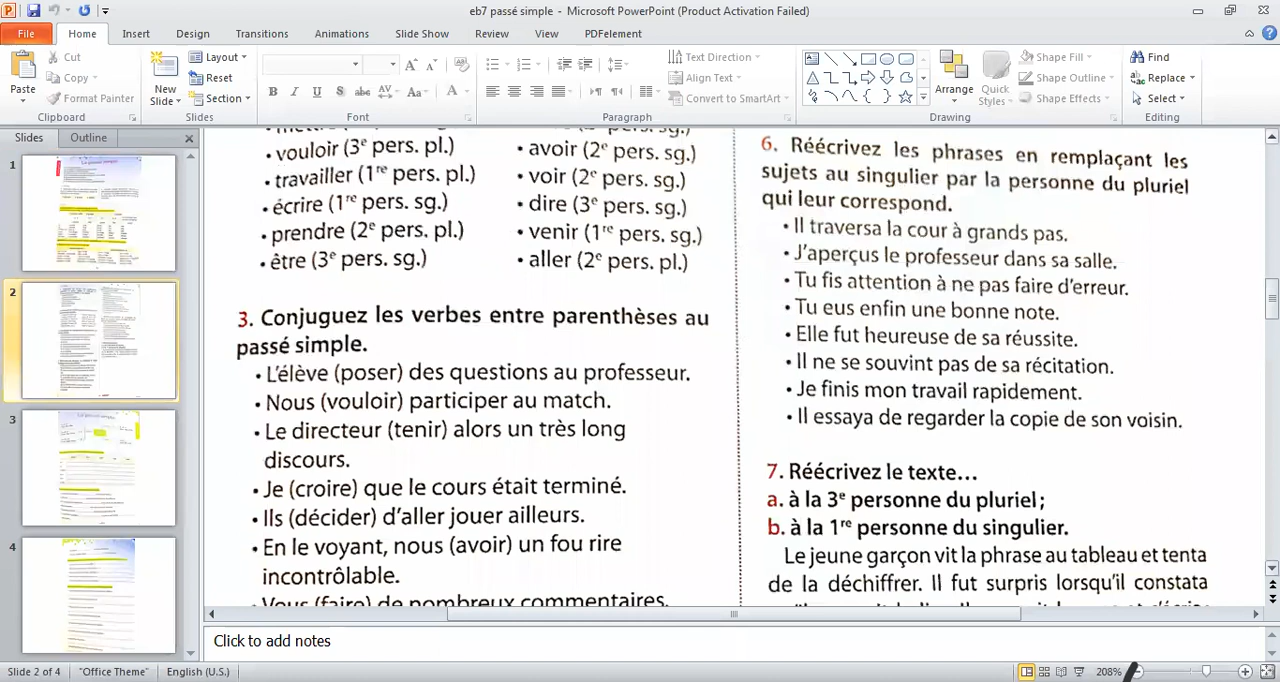 eb7 passé simple - Microsoft PowerPoint (Product Activation Failed)
File Home Insert Design Transitions Animations Slide Show Review View PDFelement
Paste
Cut
Copy
Format Painter
Clipboard
New
Slide
Layout
Reset
Section
Slides
Font
Text Direction
Align Text
Convert to SmartArt
Paragraph
Arrange
Quick
Styles
Shape Fill
Shape Outline
Shape Effects
Drawing
Find
Replace
Select
Editing
Slides Outline
1
2
3
4
• vouloir (3e pers. pl.)
• travailler (1re pers. pl.)
• écrire (1re pers. sg.)
• prendre (2e pers. pl.)
• être (3e pers. sg.)
• avoir (2e pers. sg.)
• voir (2e pers. sg.)
• dire (3e pers. sg.)
• venir (1re pers. sg.)
• aller (2e pers. pl.)
3. Conjuguez les verbes entre parenthèses au
passé simple.
L'élève (poser) des questions au professeur.
• Nous (vouloir) participer au match.
• Le directeur (tenir) alors un très long
discours.
• Je (croire) que le cours était terminé.
• Ils (décider) d'aller jouer ailleurs.
• En le voyant, nous (avoir) un fou rire
incontrôlable.
• Vous (faire) de nombreux commentaires.
6. Réécrivez les phrases en remplaçant les
sujets au singulier par la personne du pluriel
qui leur correspond.
• Il traversa la cour à grands pas.
• J'aperçus le professeur dans sa salle.
• Tu fis attention à ne pas faire d'erreur.
• Tu eus enfin une bonne note.
• Elle fut heureuse de sa réussite.
• Il ne se souvint pas de sa récitation.
• Je finis mon travail rapidement.
• Il essaya de regarder la copie de son voisin.
7. Réécrivez le texte...
a. à la 3e personne du pluriel ;
b. à la 1re personne du singulier.
Le jeune garçon vit la phrase au tableau et tenta
de la déchiffrer. Il fut surpris lorsqu'il constata
Click to add notes
Slide 2 of 4 "Office Theme" English (U.S.) 208%